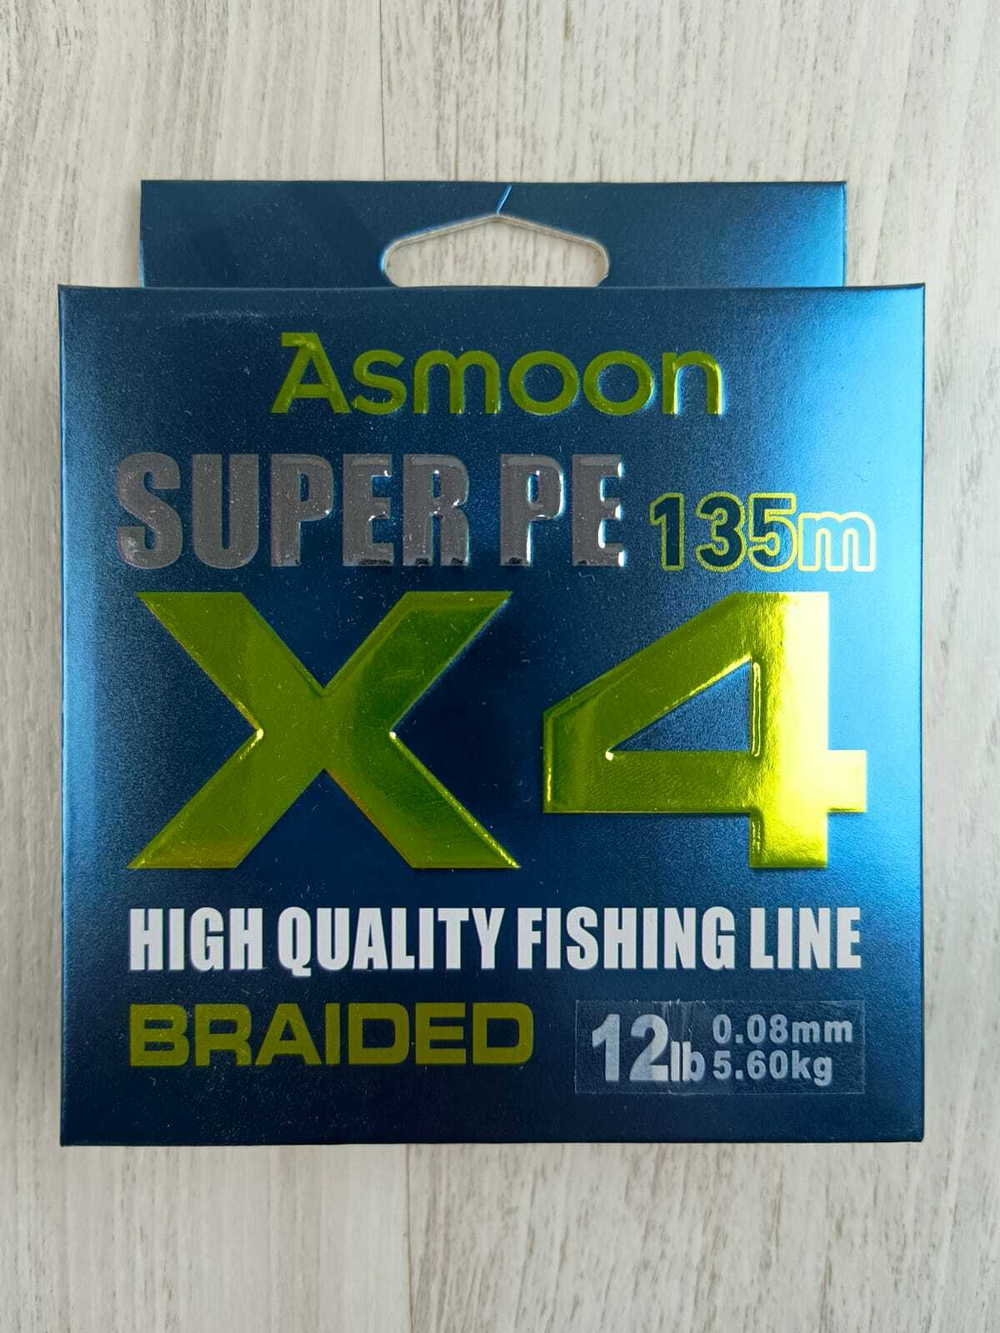 Asmoon
SUPER PE 135m
X4
HIGH QUALITY FISHING LINE
BRAIDED
12lb 0.08mm
5.60kg